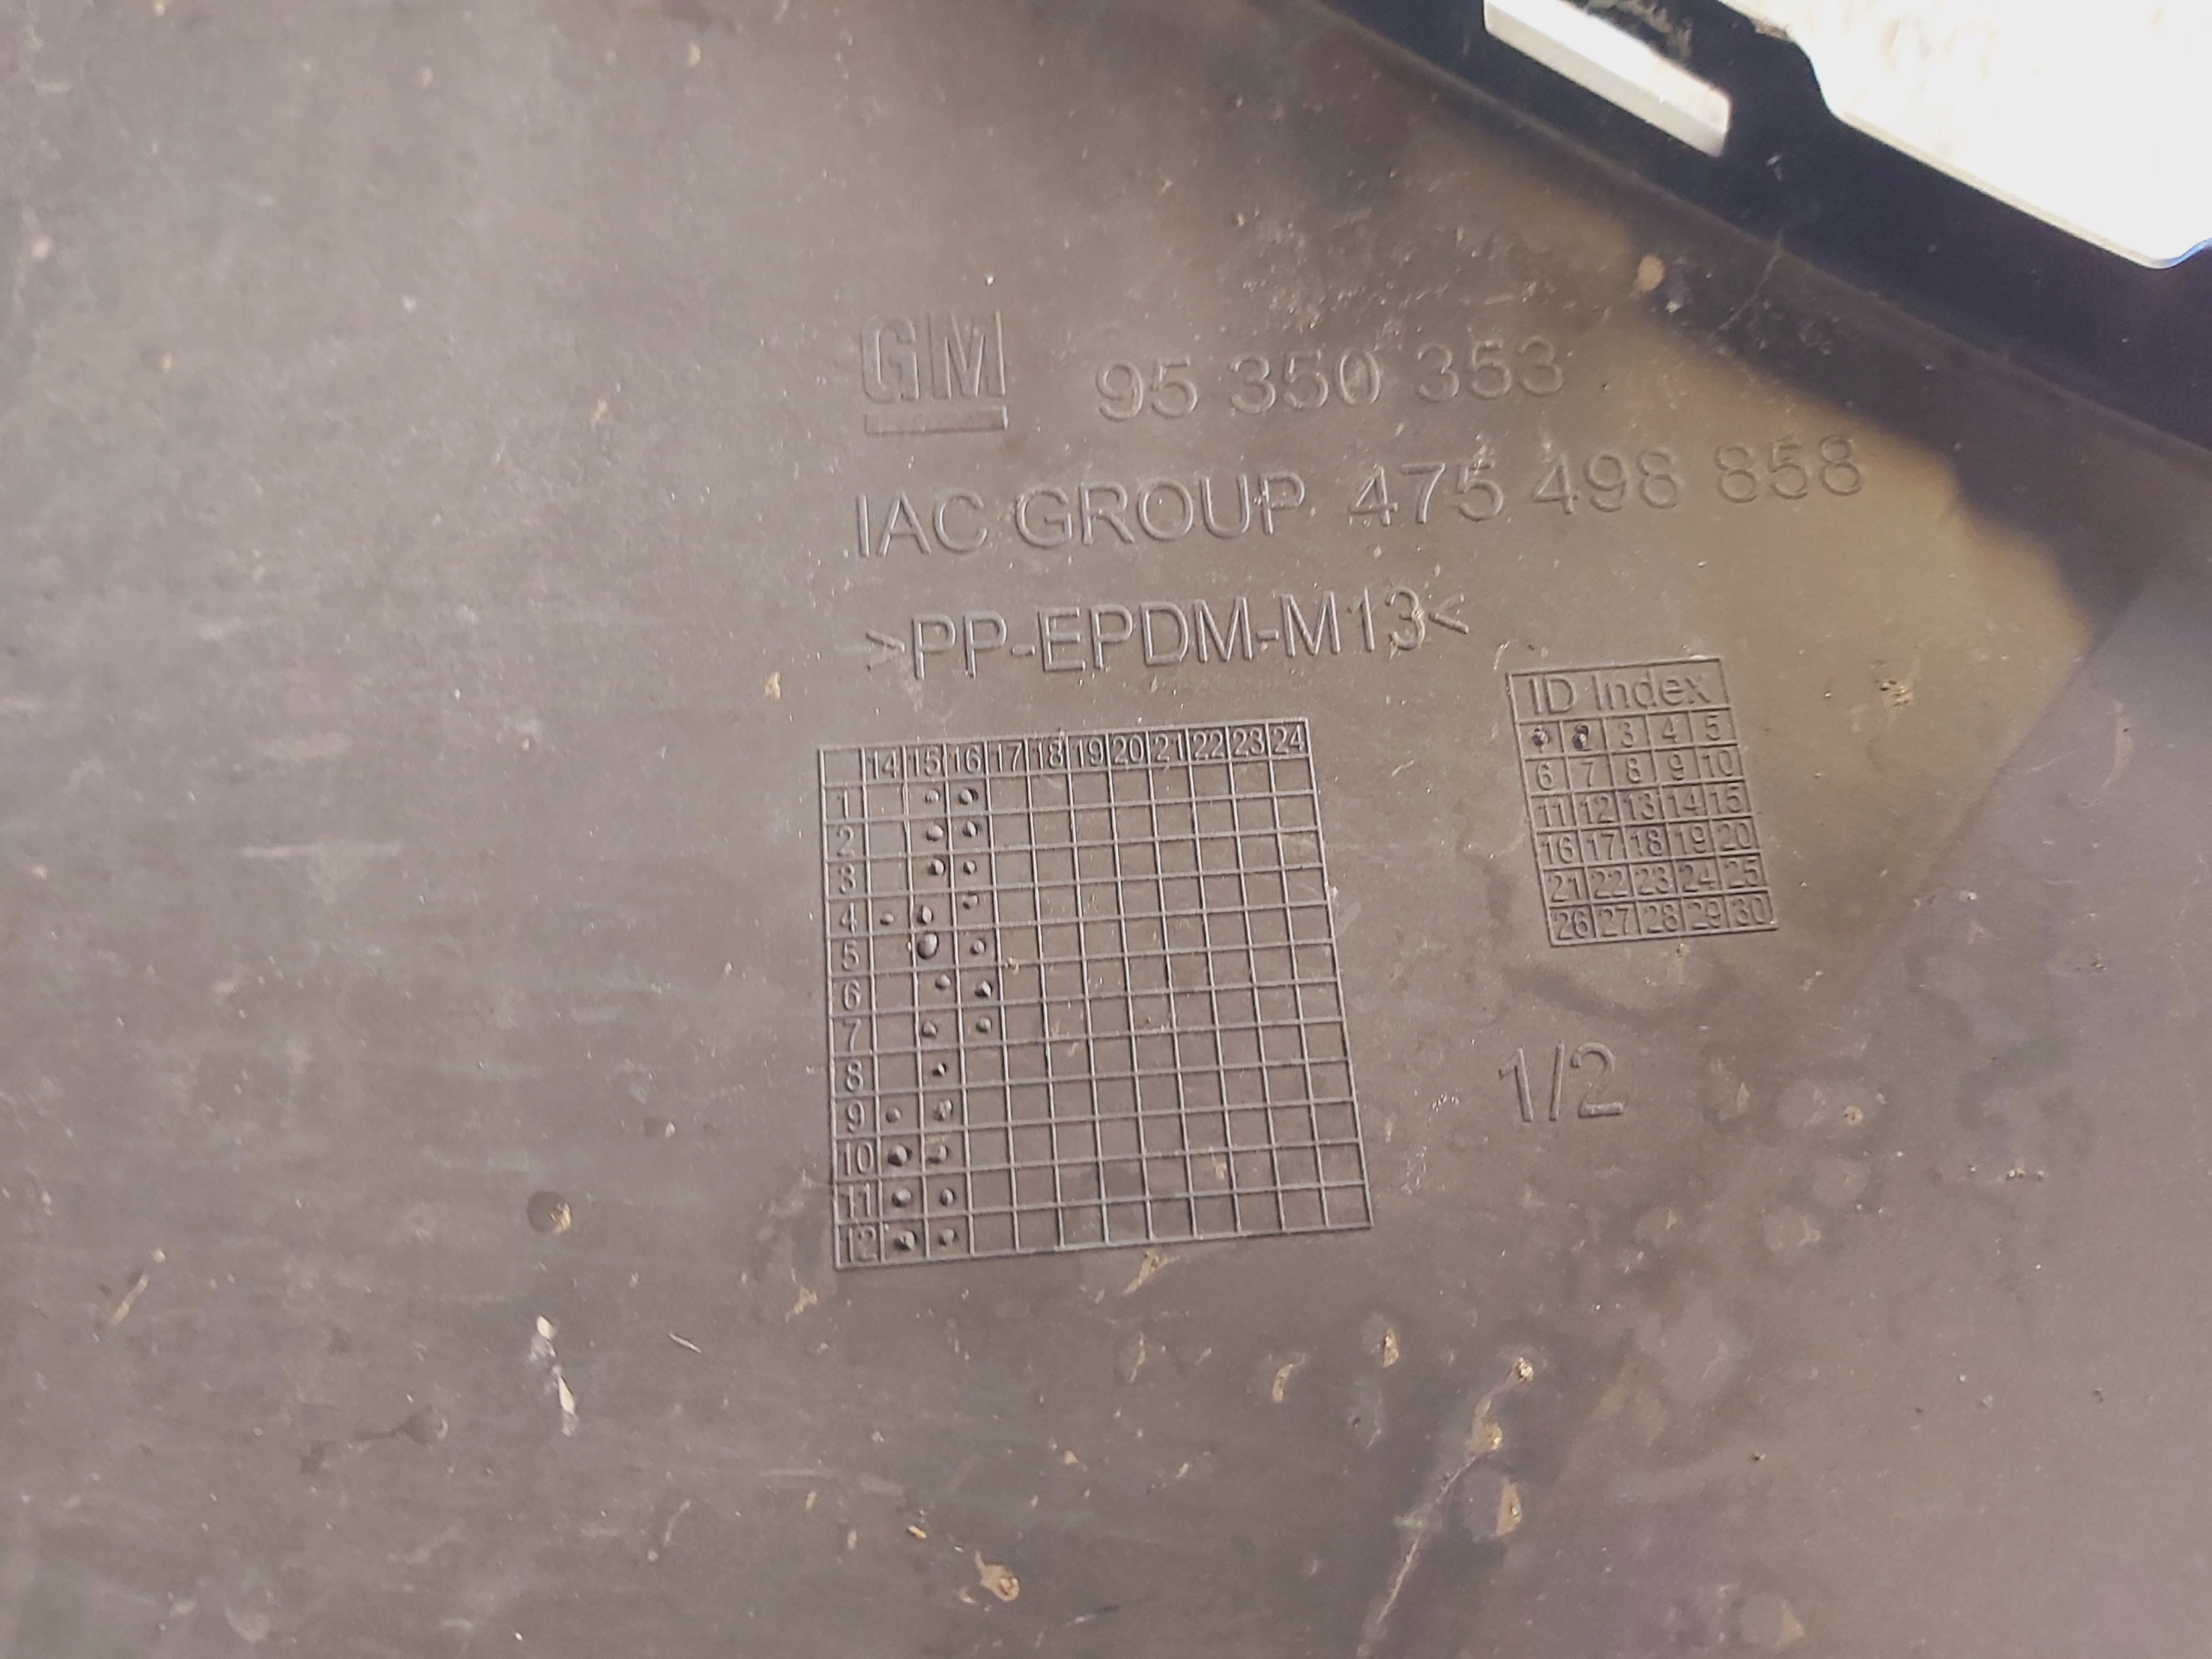 GM 95 350 353
IAC GROUP 475 498 858
>PP-EPDM-M13<
14 15 16 17 18 19 20 21 22 23 24
1
2
3
4
5
6
7
8
9
10
11
12
ID Index
3 4 5
6 7 8 9 10
11 12 13 14 15
16 17 18 19 20
21 22 23 24 25
26 27 28 29 30
1/2